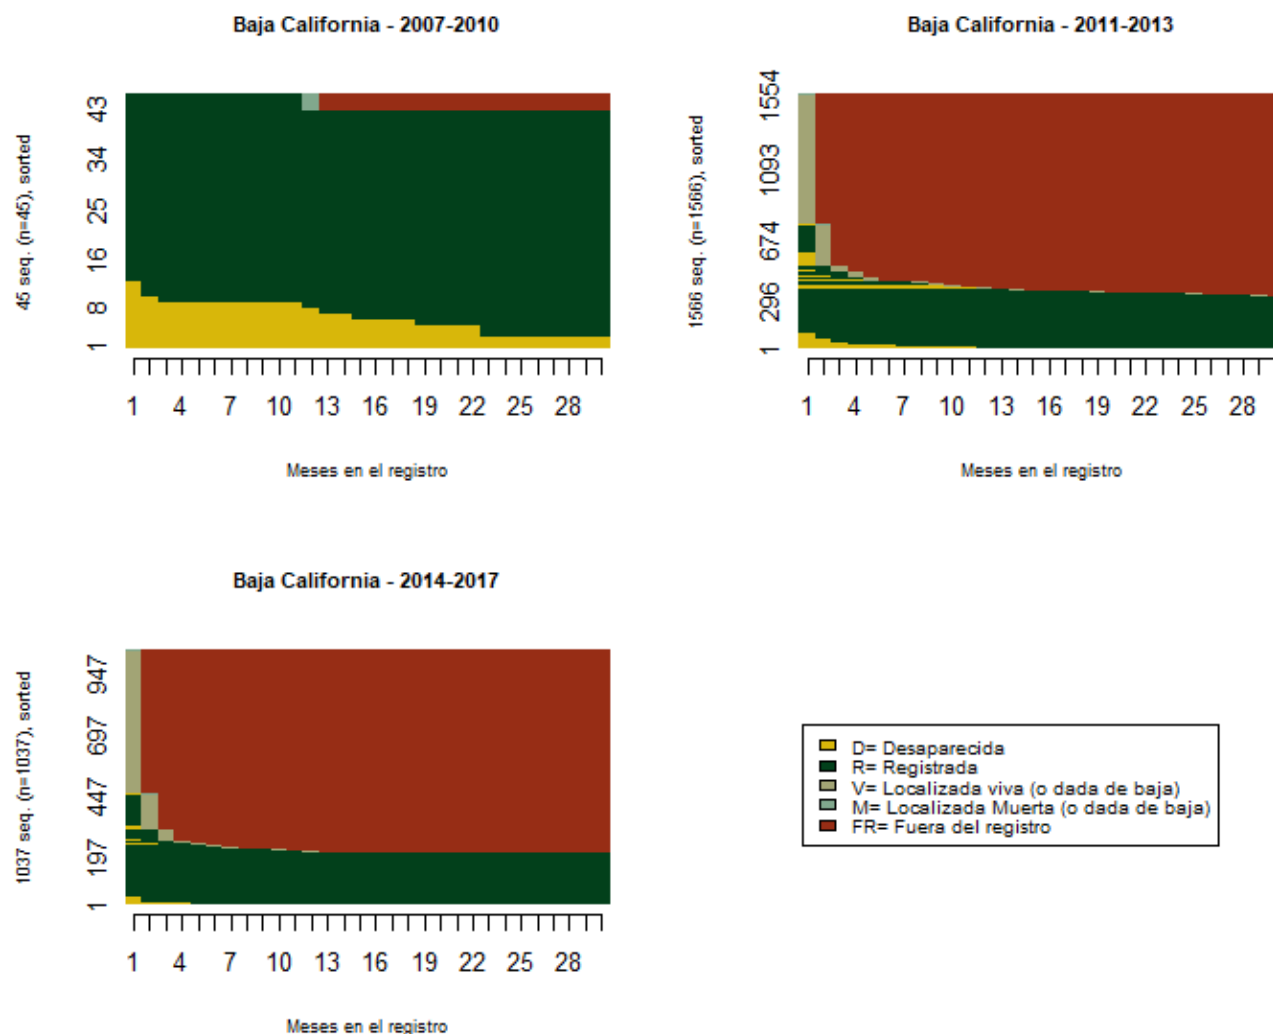 Baja California - 2007-2010
45 seq. (n=45), sorted
43
34
25
16
8
1
1 4 7 10 13 16 19 22 25 28
Meses en el registro
Baja California - 2011-2013
1566 seq. (n=1566), sorted
1554
1093
674
296
1
1 4 7 10 13 16 19 22 25 28
Meses en el registro
Baja California - 2014-2017
1037 seq. (n=1037), sorted
947
697
447
197
1
1 4 7 10 13 16 19 22 25 28
Meses en el registro
D= Desaparecida
R= Registrada
V= Localizada viva (o dada de baja)
M= Localizada Muerta (o dada de baja)
FR= Fuera del registro